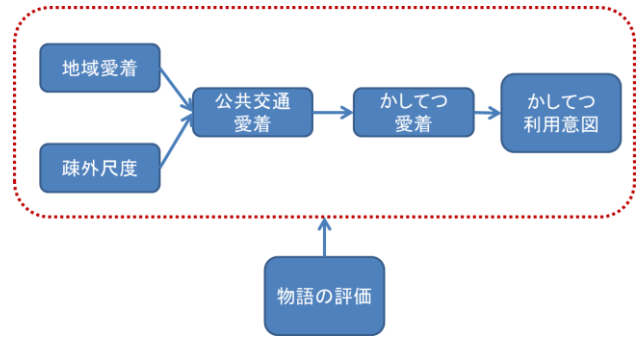 地域愛着
疎外尺度
公共交通
愛着
かしてつ
愛着
かしてつ
利用意図
物語の評価